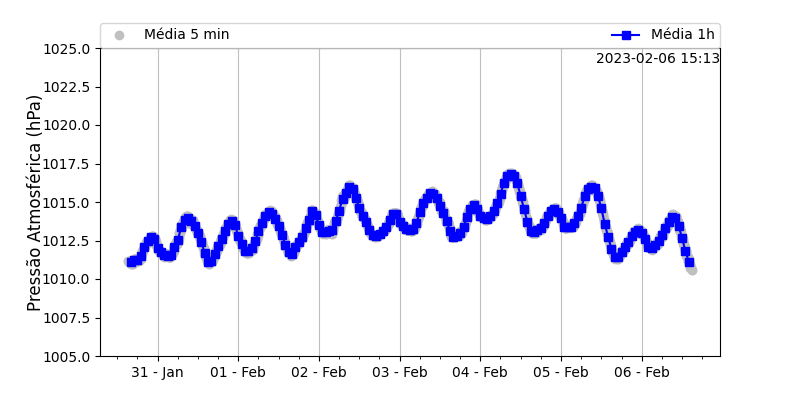 Média 5 min
Média 1h
2023-02-06 15:13
Pressão Atmosférica (hPa)
1025.0
1022.5
1020.0
1017.5
1015.0
1012.5
1010.0
1007.5
1005.0
31 - Jan
01 - Feb
02 - Feb
03 - Feb
04 - Feb
05 - Feb
06 - Feb